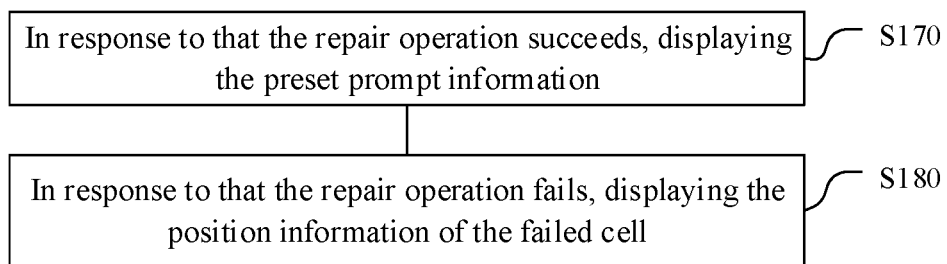 In response to that the repair operation succeeds, displaying
the preset prompt information
S170
In response to that the repair operation fails, displaying the
position information of the failed cell
S180